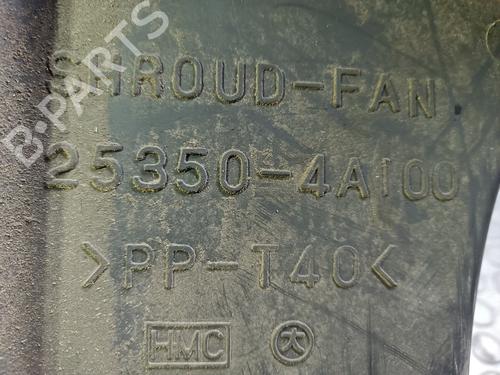 SHROUD-FAN
25350-4A100
>PP-T40<
HMC 大
B-PARTS